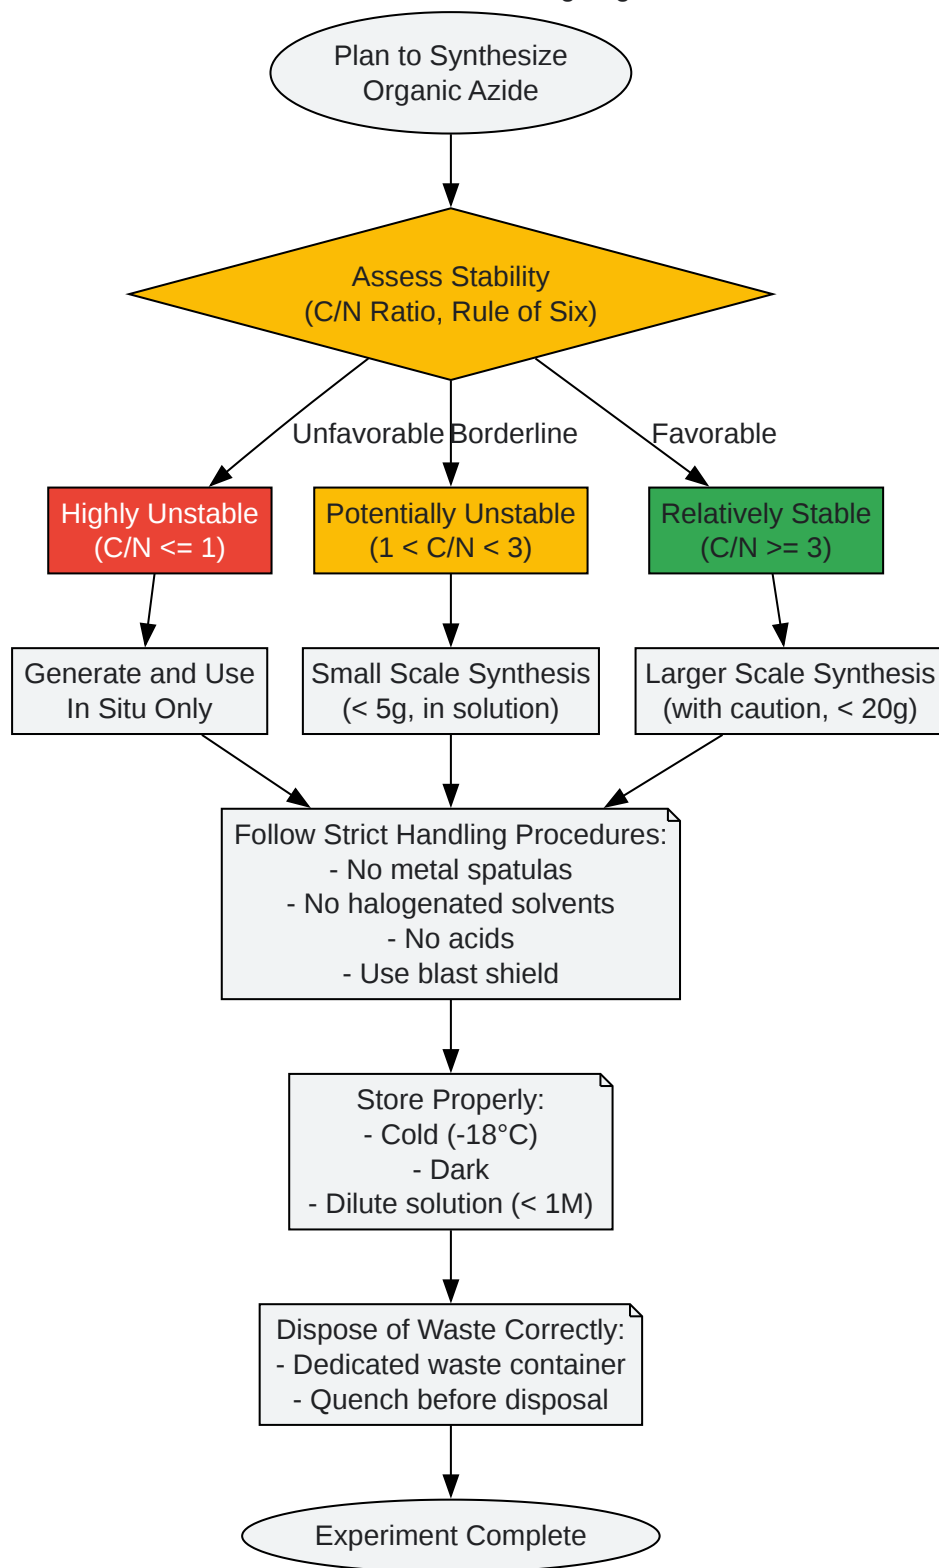 Plan to Synthesize
Organic Azide
Assess Stability
(C/N Ratio, Rule of Six)
Unfavorable
Borderline
Favorable
Highly Unstable
(C/N <= 1)
Potentially Unstable
(1 < C/N < 3)
Relatively Stable
(C/N >= 3)
Generate and Use
In Situ Only
Small Scale Synthesis
(< 5g, in solution)
Larger Scale Synthesis
(with caution, < 20g)
Follow Strict Handling Procedures:
- No metal spatulas
- No halogenated solvents
- No acids
- Use blast shield
Store Properly:
- Cold (-18°C)
- Dark
- Dilute solution (< 1M)
Dispose of Waste Correctly:
- Dedicated waste container
- Quench before disposal
Experiment Complete